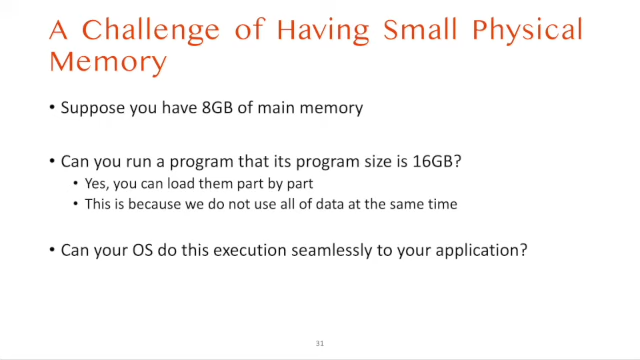 A Challenge of Having Small Physical
Memory
• Suppose you have 8GB of main memory
• Can you run a program that its program size is 16GB?
• Yes, you can load them part by part
• This is because we do not use all of data at the same time
• Can your OS do this execution seamlessly to your application?
31